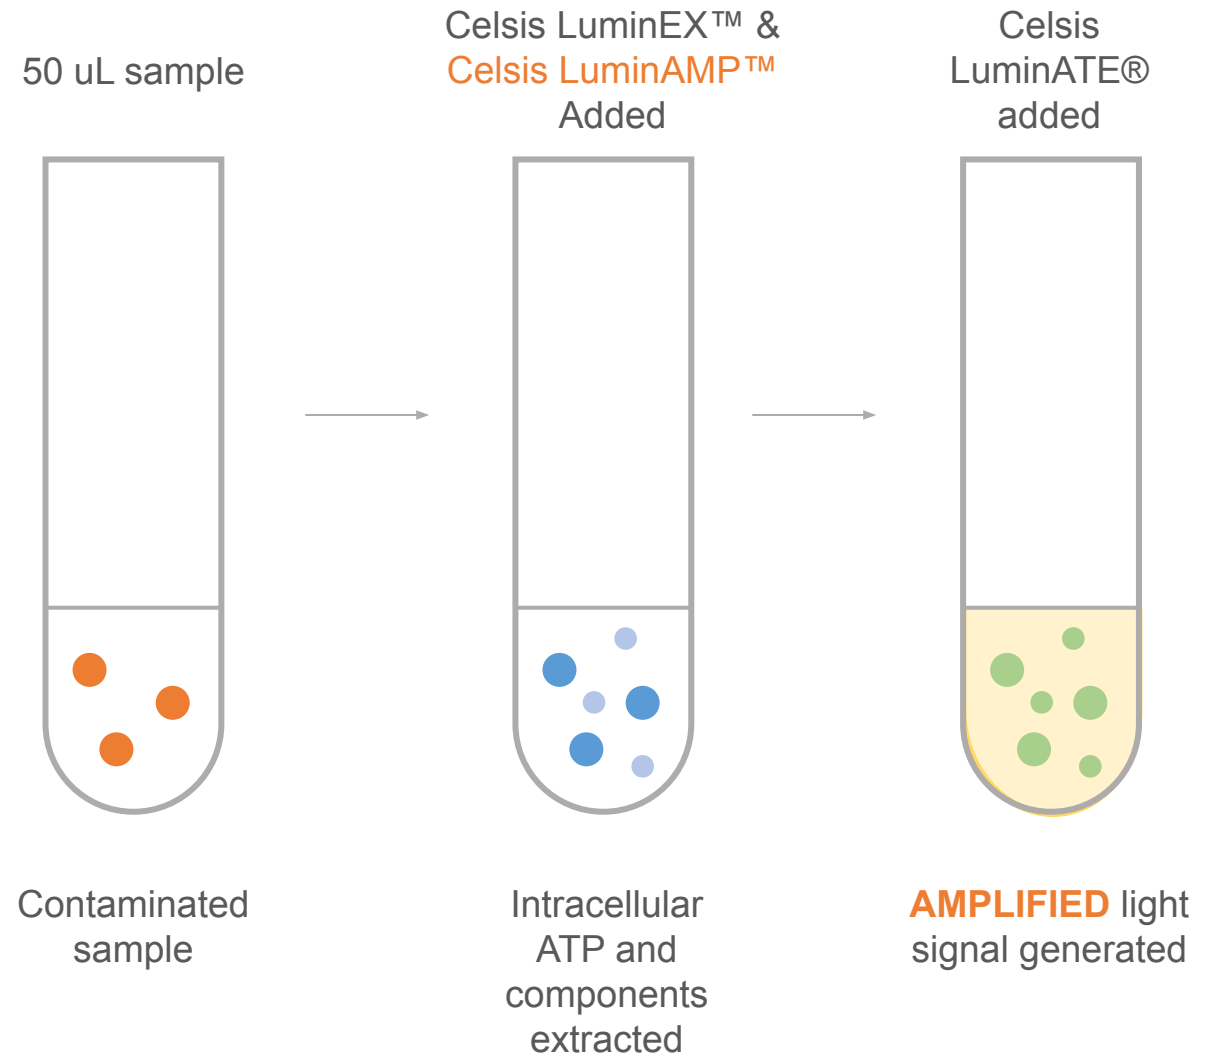 50 uL sample
Celsis LuminEX™ &
Celsis LuminAMP™
Added
Celsis
LuminATE®
added
Contaminated
sample
Intracellular
ATP and
components
extracted
AMPLIFIED light
signal generated